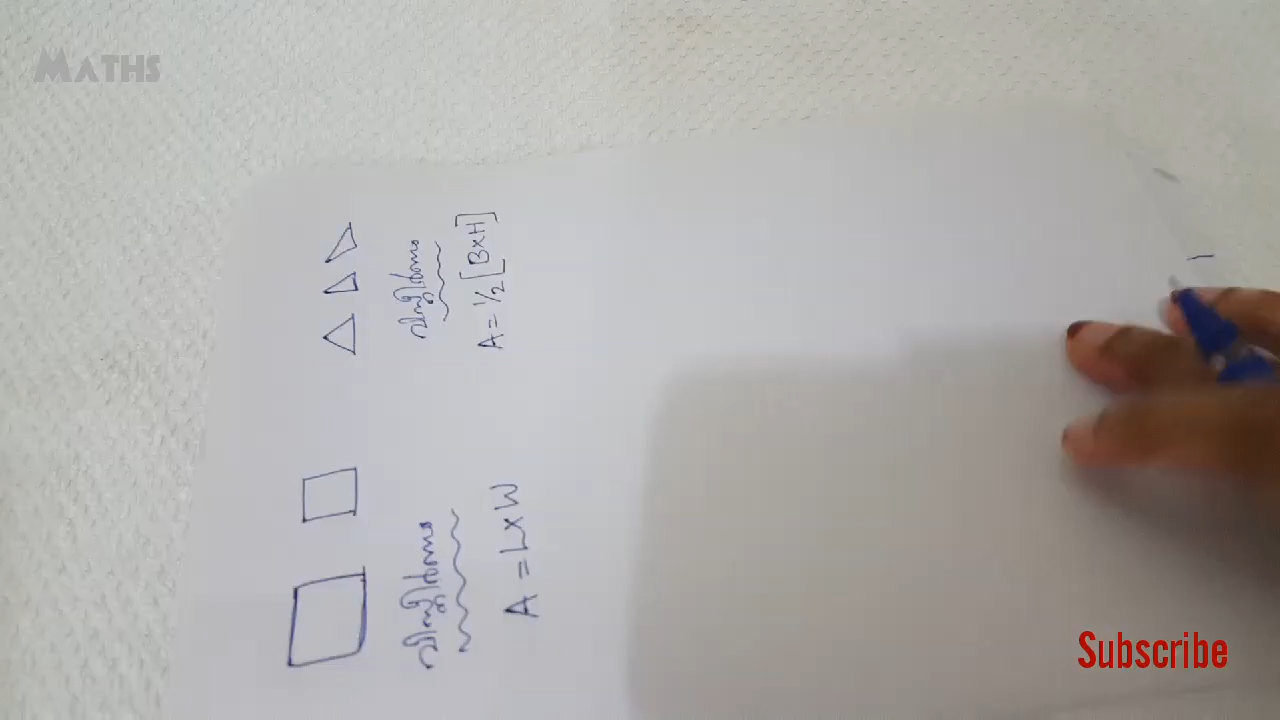 MATHS
A = L x W
A = 1/2 [B x H]
Subscribe